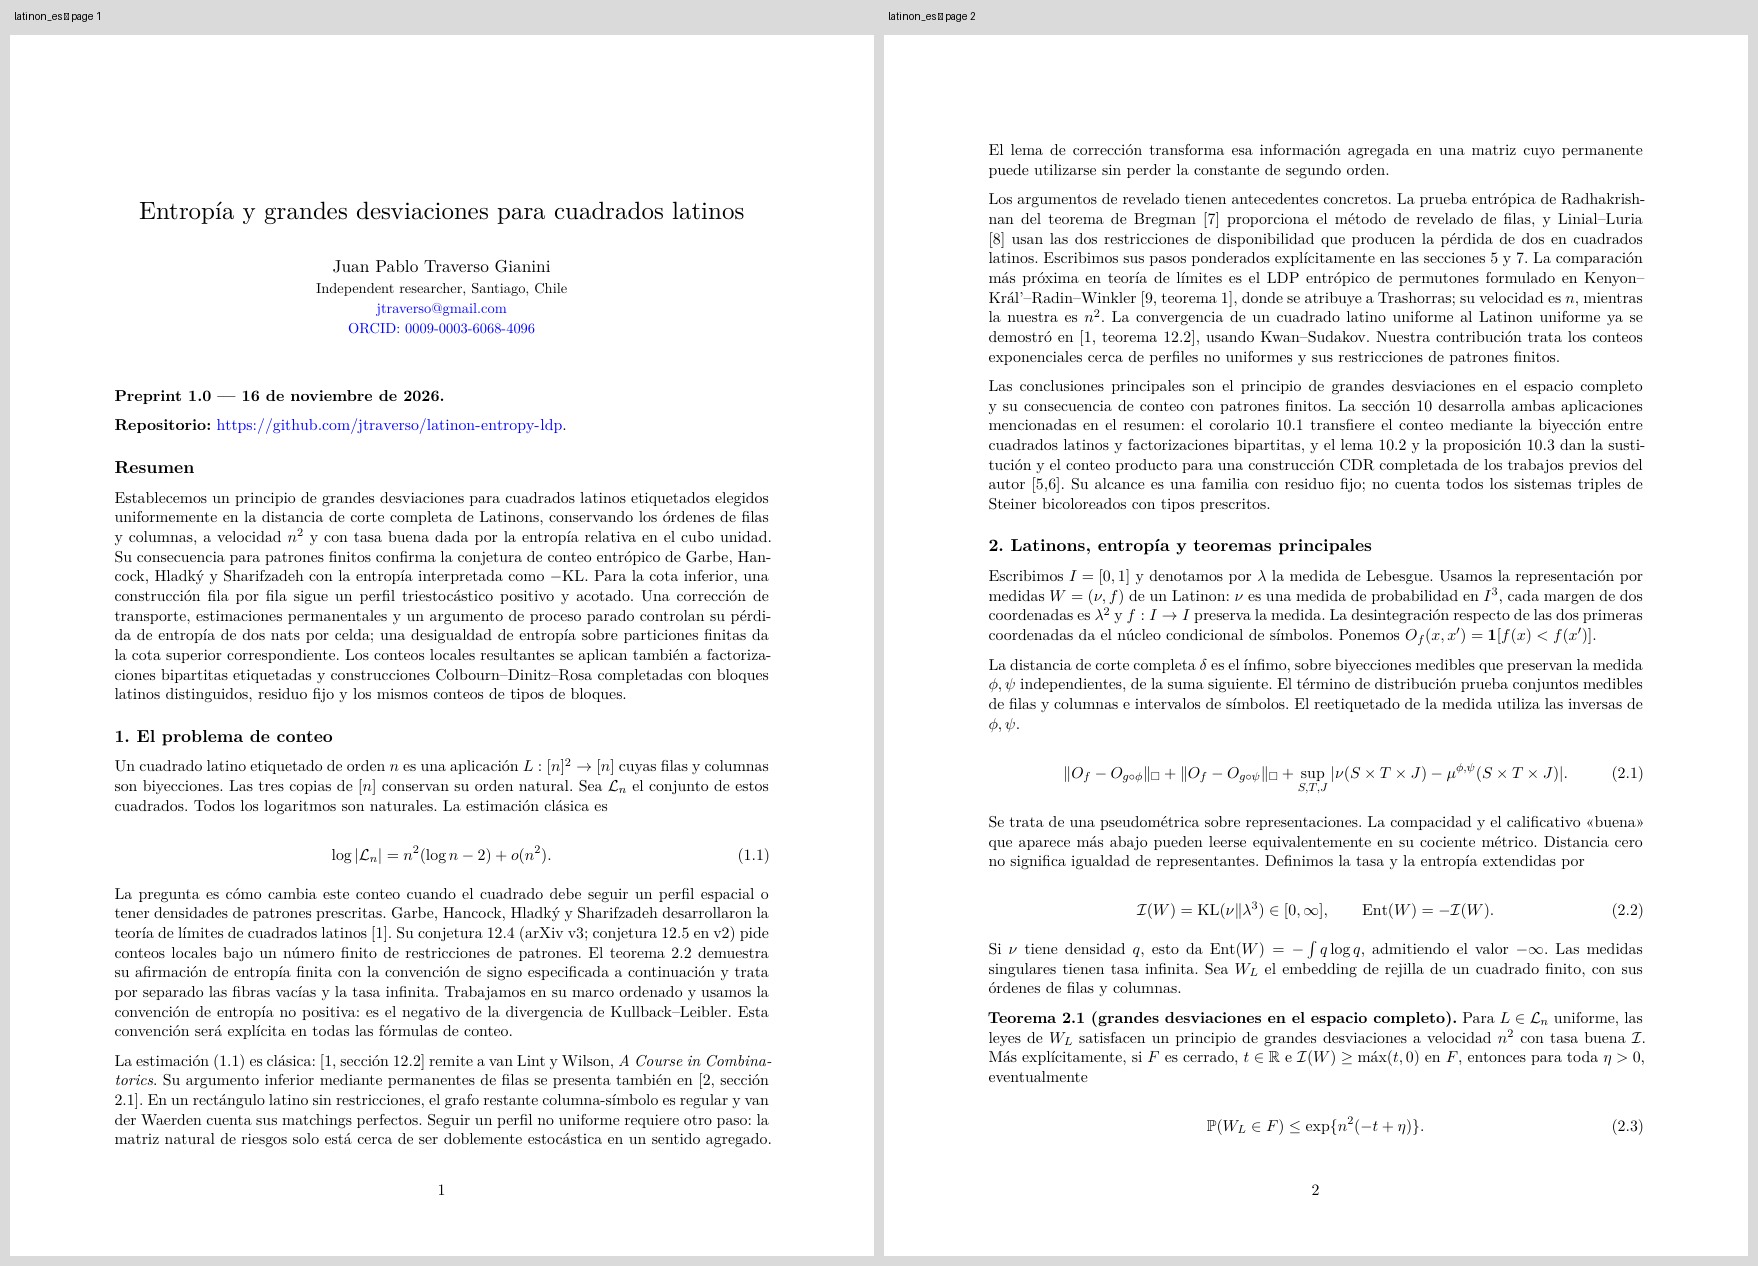 latinon_es page 1
Entropía y grandes desviaciones para cuadrados latinos
Juan Pablo Traverso Gianini
Independent researcher, Santiago, Chile
jtraverso@gmail.com
ORCID: 0009-0003-6068-4096
Preprint 1.0 — 16 de noviembre de 2026.
Repositorio: https://github.com/jtraverso/latinon-entropy-ldp.
Resumen
Establecemos un principio de grandes desviaciones para cuadrados latinos etiquetados elegidos
uniformemente en la distancia de corte completa de Latinons, conservando los órdenes de filas
y columnas, a velocidad n² y con tasa buena dada por la entropía relativa en el cubo unidad.
Su consecuencia para patrones finitos confirma la conjetura de conteo entrópico de Garbe, Han-
cock, Hladký y Sharifzadeh con la entropía interpretada como −KL. Para la cota inferior, una
construcción fila por fila sigue un perfil triestocástico positivo y acotado. Una corrección de
transporte, estimaciones permanentales y un argumento de proceso parado controlan su pérdi-
da de entropía de dos nats por celda; una desigualdad de entropía sobre particiones finitas da
la cota superior correspondiente. Los conteos locales resultantes se aplican también a factoriza-
ciones bipartitas etiquetadas y construcciones Colbourn–Dinitz–Rosa completadas con bloques
latinos distinguidos, residuo fijo y los mismos conteos de tipos de bloques.
1. El problema de conteo
Un cuadrado latino etiquetado de orden n es una aplicación L : [n]² → [n] cuyas filas y columnas
son biyecciones. Las tres copias de [n] conservan su orden natural. Sea 𝓛ₙ el conjunto de estos
cuadrados. Todos los logaritmos son naturales. La estimación clásica es
log |𝓛ₙ| = n²(log n − 2) + o(n²). (1.1)
La pregunta es cómo cambia este conteo cuando el cuadrado debe seguir un perfil espacial o
tener densidades de patrones prescritas. Garbe, Hancock, Hladký y Sharifzadeh desarrollaron la
teoría de límites de cuadrados latinos [1]. Su conjetura 12.4 (arXiv v3; conjetura 12.5 en v2) pide
conteos locales bajo un número finito de restricciones de patrones. El teorema 2.2 demuestra
su afirmación de entropía finita con la convención de signo especificada a continuación y trata
por separado las fibras vacías y la tasa infinita. Trabajamos en su marco ordenado y usamos la
convención de entropía no positiva: es el negativo de la divergencia de Kullback–Leibler. Esta
convención será explícita en todas las fórmulas de conteo.
La estimación (1.1) es clásica: [1, sección 12.2] remite a van Lint y Wilson, A Course in Combina-
torics. Su argumento inferior mediante permanentes de filas se presenta también en [2, sección
2.1]. En un rectángulo latino sin restricciones, el grafo restante columna-símbolo es regular y van
der Waerden cuenta sus matchings perfectos. Seguir un perfil no uniforme requiere otro paso: la
matriz natural de riesgos solo está cerca de ser doblemente estocástica en un sentido agregado.
1
latinon_es page 2
El lema de corrección transforma esa información agregada en una matriz cuyo permanente
puede utilizarse sin perder la constante de segundo orden.
Los argumentos de revelado tienen antecedentes concretos. La prueba entrópica de Radhakrish-
nan del teorema de Bregman [7] proporciona el método de revelado de filas, y Linial–Luria
[8] usan las dos restricciones de disponibilidad que producen la pérdida de dos en cuadrados
latinos. Escribimos sus pasos ponderados explícitamente en las secciones 5 y 7. La comparación
más próxima en teoría de límites es el LDP entrópico de permutones formulado en Kenyon–
Král'–Radin–Winkler [9, teorema 1], donde se atribuye a Trashorras; su velocidad es n, mientras
la nuestra es n². La convergencia de un cuadrado latino uniforme al Latinon uniforme ya se
demostró en [1, teorema 12.2], usando Kwan–Sudakov. Nuestra contribución trata los conteos
exponenciales cerca de perfiles no uniformes y sus restricciones de patrones finitos.
Las conclusiones principales son el principio de grandes desviaciones en el espacio completo
y su consecuencia de conteo con patrones finitos. La sección 10 desarrolla ambas aplicaciones
mencionadas en el resumen: el corolario 10.1 transfiere el conteo mediante la biyección entre
cuadrados latinos y factorizaciones bipartitas, y el lema 10.2 y la proposición 10.3 dan la susti-
tución y el conteo producto para una construcción CDR completada de los trabajos previos del
autor [5,6]. Su alcance es una familia con residuo fijo; no cuenta todos los sistemas triples de
Steiner bicoloreados con tipos prescritos.
2. Latinons, entropía y teoremas principales
Escribimos I = [0, 1] y denotamos por λ la medida de Lebesgue. Usamos la representación por
medidas W = (ν, f) de un Latinon: ν es una medida de probabilidad en I³, cada margen de dos
coordenadas es λ² y f : I → I preserva la medida. La desintegración respecto de las dos primeras
coordenadas da el núcleo condicional de símbolos. Ponemos O_f(x, x′) = 𝟏[f(x) < f(x′)].
La distancia de corte completa δ es el ínfimo, sobre biyecciones medibles que preservan la medida
ϕ, ψ independientes, de la suma siguiente. El término de distribución prueba conjuntos medibles
de filas y columnas e intervalos de símbolos. El reetiquetado de la medida utiliza las inversas de
ϕ, ψ.
‖O_f − O_{g∘ϕ}‖_□ + ‖O_f − O_{g∘ψ}‖_□ + sup_{S,T,J} |ν(S × T × J) − μ^{ϕ,ψ}(S × T × J)|. (2.1)
Se trata de una pseudométrica sobre representaciones. La compacidad y el calificativo «buena»
que aparece más abajo pueden leerse equivalentemente en su cociente métrico. Distancia cero
no significa igualdad de representantes. Definimos la tasa y la entropía extendidas por
𝓘(W) = KL(ν‖λ³) ∈ [0, ∞], Ent(W) = −𝓘(W). (2.2)
Si ν tiene densidad q, esto da Ent(W) = − ∫ q log q, admitiendo el valor −∞. Las medidas
singulares tienen tasa infinita. Sea W_L el embedding de rejilla de un cuadrado finito, con sus
órdenes de filas y columnas.
Teorema 2.1 (grandes desviaciones en el espacio completo). Para L ∈ 𝓛ₙ uniforme, las
leyes de W_L satisfacen un principio de grandes desviaciones a velocidad n² con tasa buena 𝓘.
Más explícitamente, si F es cerrado, t ∈ ℝ e 𝓘(W) ≥ máx(t, 0) en F, entonces para toda η > 0,
eventualmente
ℙ(W_L ∈ F) ≤ exp{n²(−t + η)}. (2.3)
2